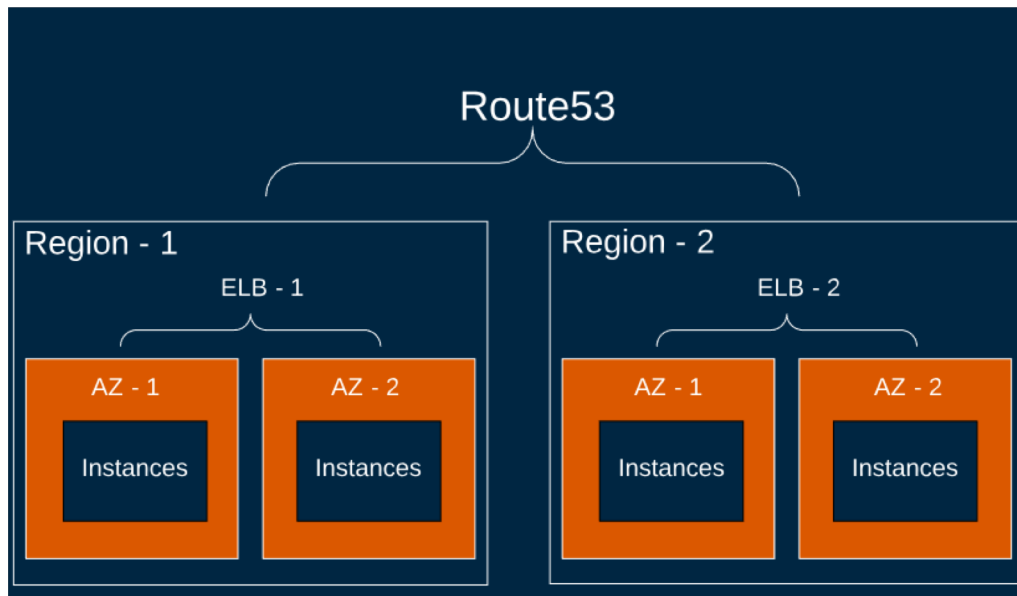 Route53
Region - 1
ELB - 1
AZ - 1
Instances
AZ - 2
Instances
Region - 2
ELB - 2
AZ - 1
Instances
AZ - 2
Instances